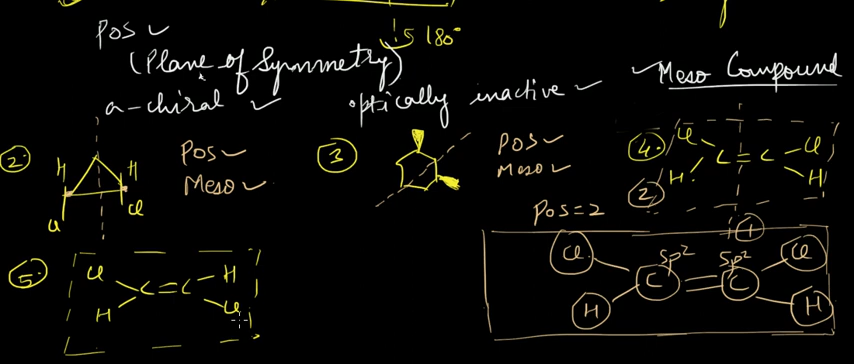 POS ✓
↓ 180°
(Plane of Symmetry)
✓ Meso Compound
a-chiral ✓ optically inactive ✓
2.
H H
Cl Cl
POS ✓
Meso ✓
3
POS ✓
Meso ✓
4.
2
Cl C = C Cl
H H
POS=2
1
Sp² Sp²
Cl C = C Cl
H H
5.
Cl C = C H
H Cl